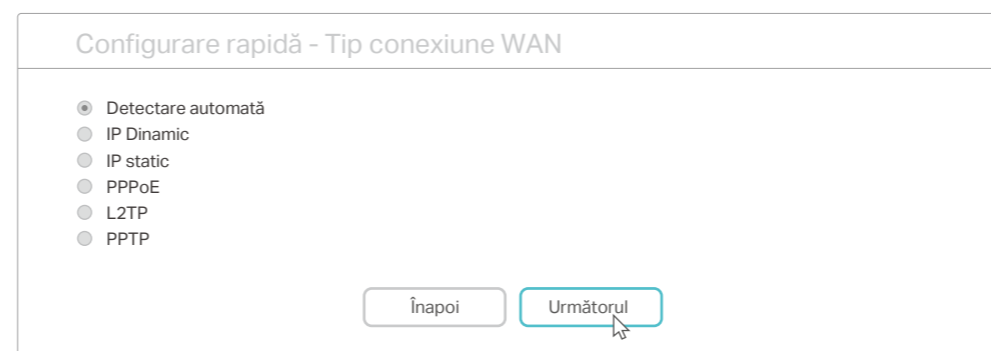 Configurare rapidă - Tip conexiune WAN
Detectare automată
IP Dinamic
IP static
PPPoE
L2TP
PPTP
Înapoi
Următorul